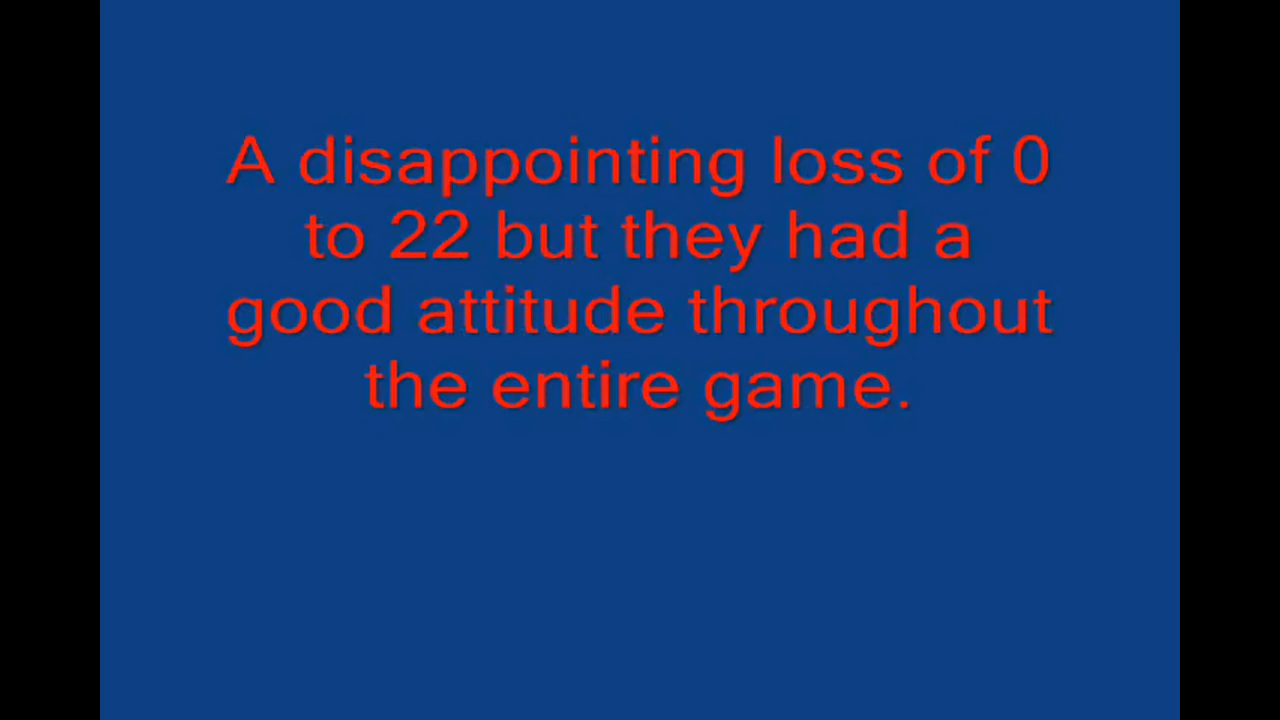 A disappointing loss of 0
to 22 but they had a
good attitude throughout
the entire game.